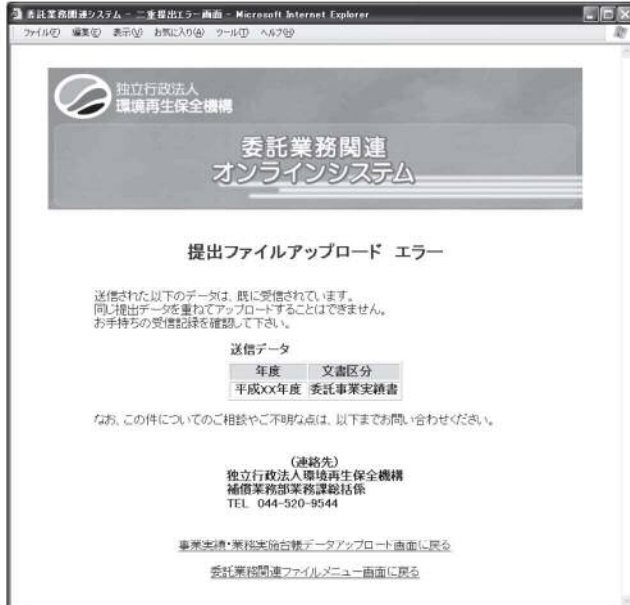 委託業務関連システム - 二重提出エラー画面 - Microsoft Internet Explorer
ファイル(F) 編集(E) 表示(V) お気に入り(A) ツール(T) ヘルプ(H)
独立行政法人
環境再生保全機構
委託業務関連
オンラインシステム
提出ファイルアップロード エラー
送信された以下のデータは、既に受信されています。
同じ提出データを重ねてアップロードすることはできません。
お手持ちの受信記録を確認して下さい。
送信データ
年度 文書区分
平成XX年度 委託事業実績書
なお、この件についてのご相談やご不明な点は、以下までお問い合わせください。
(連絡先)
独立行政法人環境再生保全機構
補償業務部業務課総括係
TEL 044-520-9544
事業実績・業務実施台帳データアップロード画面に戻る
委託業務関連ファイルメニュー画面に戻る